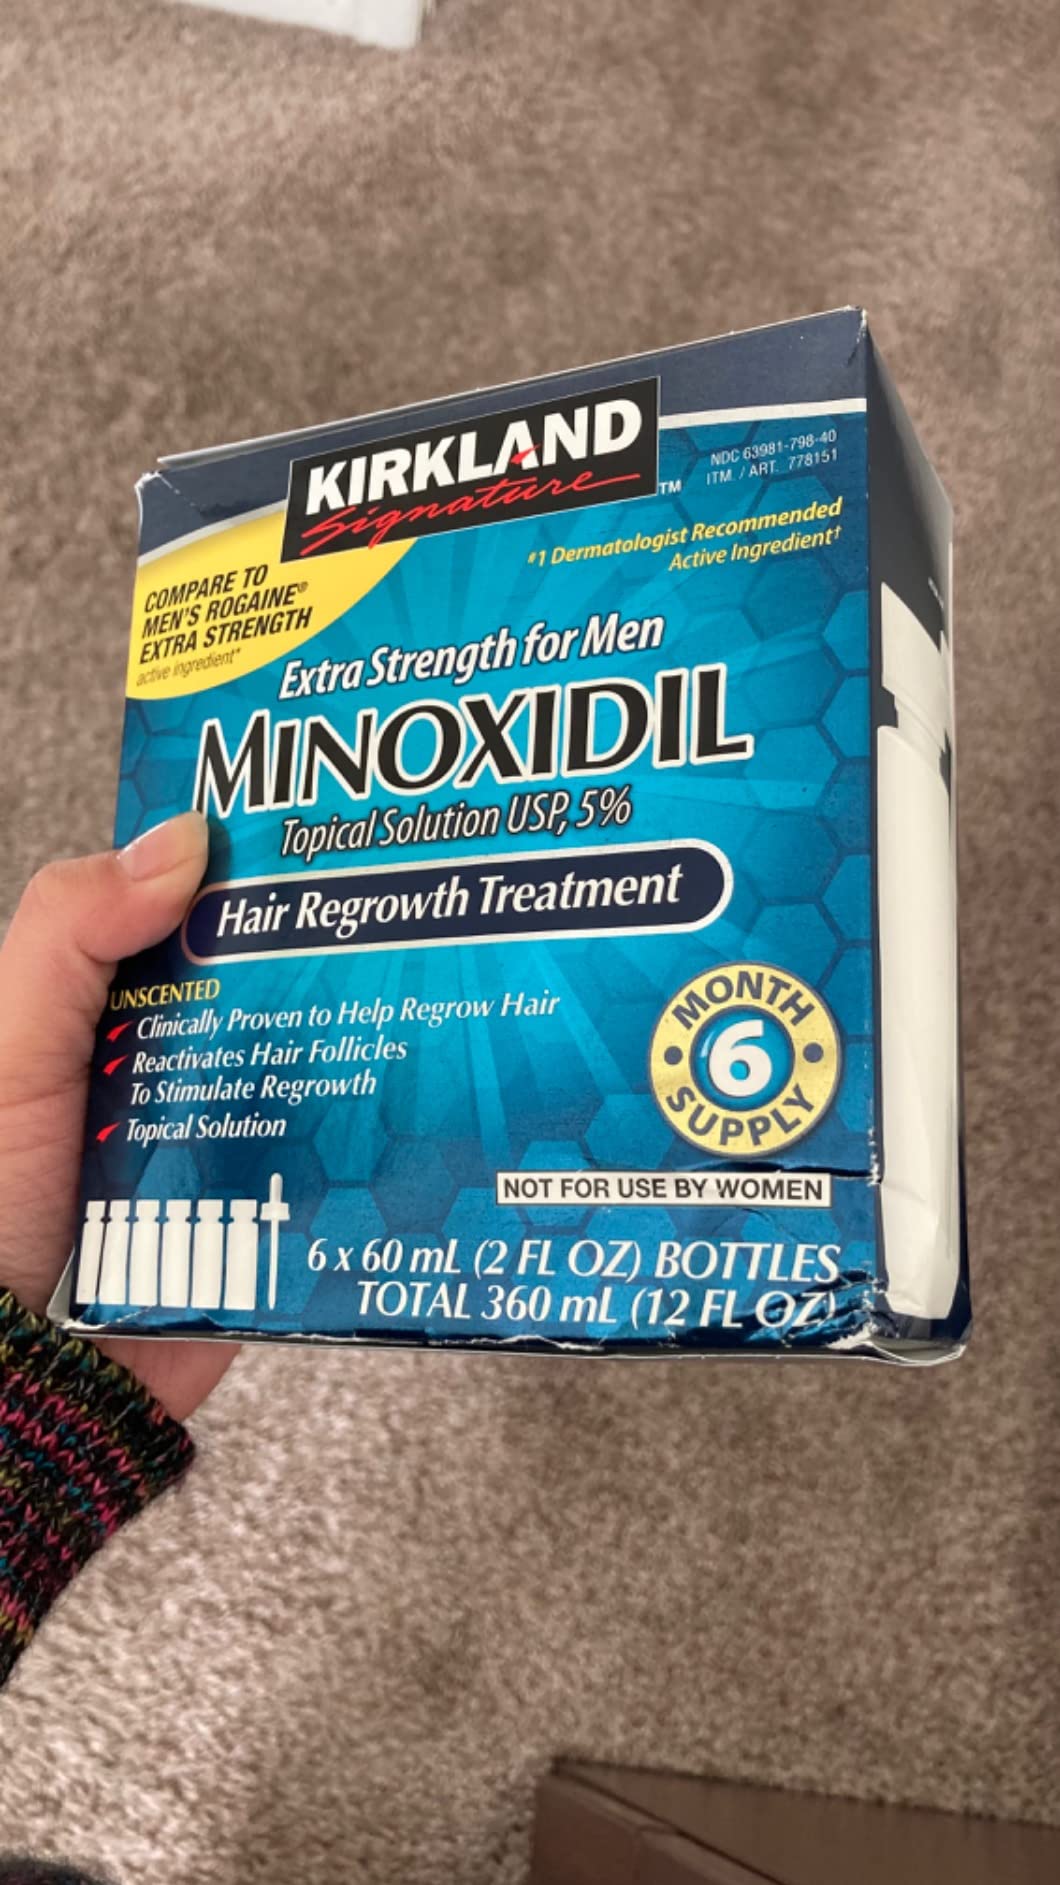 KIRKLAND
Signature™
NDC 63981-798-40
ITM. / ART. 778151
#1 Dermatologist Recommended
Active Ingredient†
COMPARE TO
MEN'S ROGAINE®
EXTRA STRENGTH
active ingredient*
Extra Strength for Men
MINOXIDIL
Topical Solution USP, 5%
Hair Regrowth Treatment
UNSCENTED
Clinically Proven to Help Regrow Hair
Reactivates Hair Follicles
To Stimulate Regrowth
Topical Solution
MONTH
6
SUPPLY
NOT FOR USE BY WOMEN
6 x 60 mL (2 FL OZ) BOTTLES
TOTAL 360 mL (12 FL OZ)